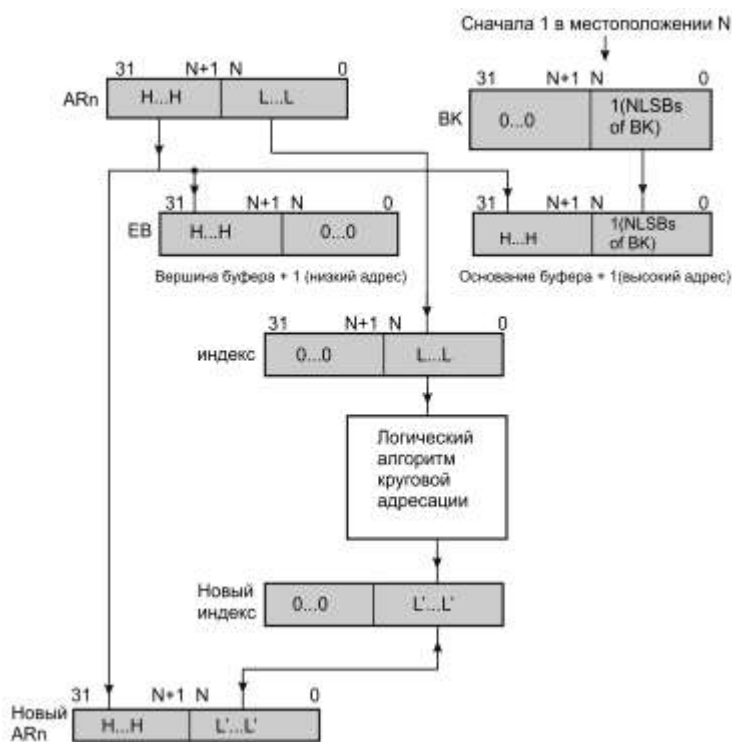 Сначала 1 в местоположении N
31 N+1 N 0
ARn H...H L...L
31 N+1 N 0
BK 0...0 1(NLSBs
of BK)
31 N+1 N 0
EB H...H 0...0
Вершина буфера + 1 (низкий адрес)
31 N+1 N 0
H...H 1(NLSBs
of BK)
Основание буфера + 1(высокий адрес)
31 N+1 N 0
индекс 0...0 L...L
Логический
алгоритм
круговой
адресации
Новый
индекс 0...0 L'...L'
31 N+1 N 0
Новый
ARn H...H L'...L'